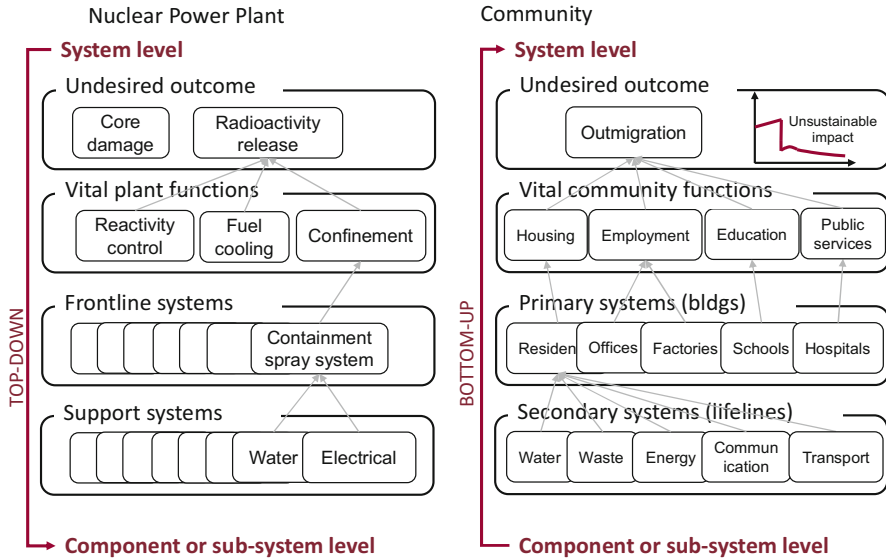 Nuclear Power Plant
System level
Undesired outcome
Core
damage
Radioactivity
release
Vital plant functions
Reactivity
control
Fuel
cooling
Confinement
Frontline systems
Containment
spray system
Support systems
Water
Electrical
TOP-DOWN
Component or sub-system level
Community
System level
Undesired outcome
Outmigration
Unsustainable
impact
Vital community functions
Housing
Employment
Education
Public
services
Primary systems (bldgs)
Residen
Offices
Factories
Schools
Hospitals
Secondary systems (lifelines)
Water
Waste
Energy
Commun
ication
Transport
BOTTOM-UP
Component or sub-system level